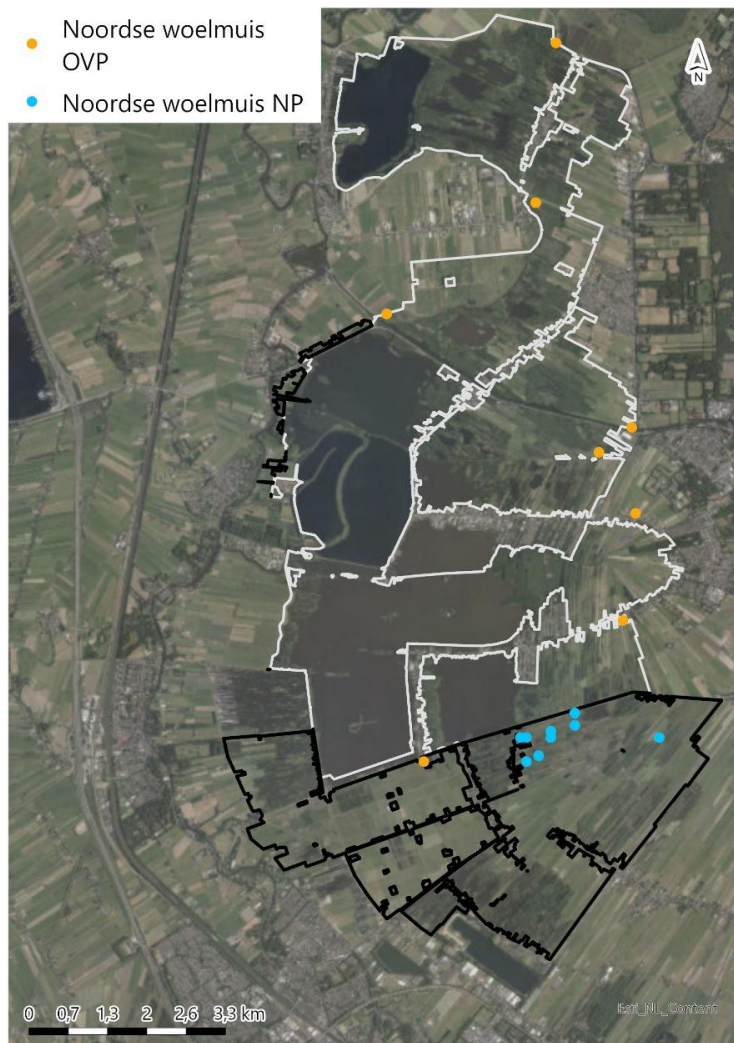 Noordse woelmuis
OVP
Noordse woelmuis NP
N
0 0,7 1,3 2 2,6 3,3 km
Esri_NL_Content